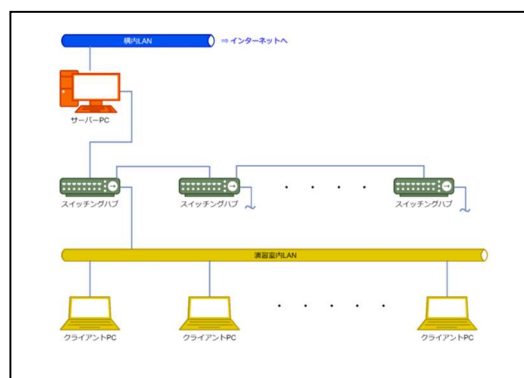 構内LAN
⇒ インターネットへ
サーバーPC
スイッチングハブ
スイッチングハブ
スイッチングハブ
演習室内LAN
クライアントPC
クライアントPC
クライアントPC